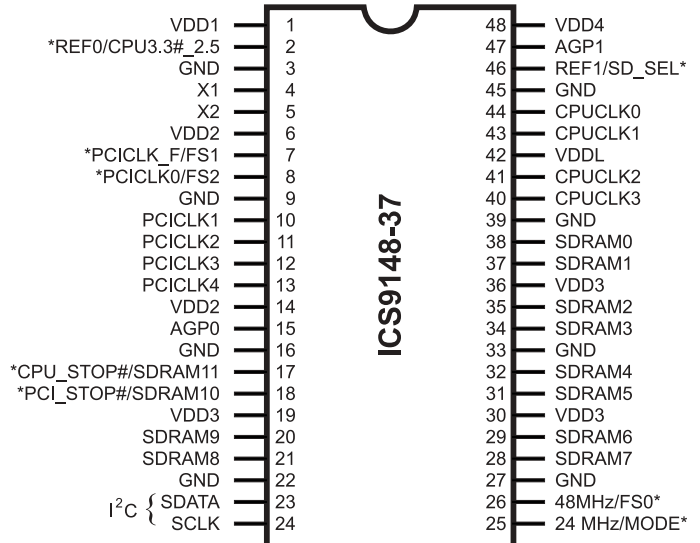 VDD1 1 48 VDD4
*REF0/CPU3.3#_2.5 2 47 AGP1
GND 3 46 REF1/SD_SEL*
X1 4 45 GND
X2 5 44 CPUCLK0
VDD2 6 43 CPUCLK1
*PCICLK_F/FS1 7 42 VDDL
*PCICLK0/FS2 8 41 CPUCLK2
GND 9 40 CPUCLK3
PCICLK1 10 39 GND
PCICLK2 11 38 SDRAM0
PCICLK3 12 37 SDRAM1
PCICLK4 13 36 VDD3
VDD2 14 35 SDRAM2
AGP0 15 34 SDRAM3
GND 16 33 GND
*CPU_STOP#/SDRAM11 17 32 SDRAM4
*PCI_STOP#/SDRAM10 18 31 SDRAM5
VDD3 19 30 VDD3
SDRAM9 20 29 SDRAM6
SDRAM8 21 28 SDRAM7
GND 22 27 GND
I²C { SDATA 23 26 48MHz/FS0*
SCLK 24 25 24 MHz/MODE*
ICS9148-37